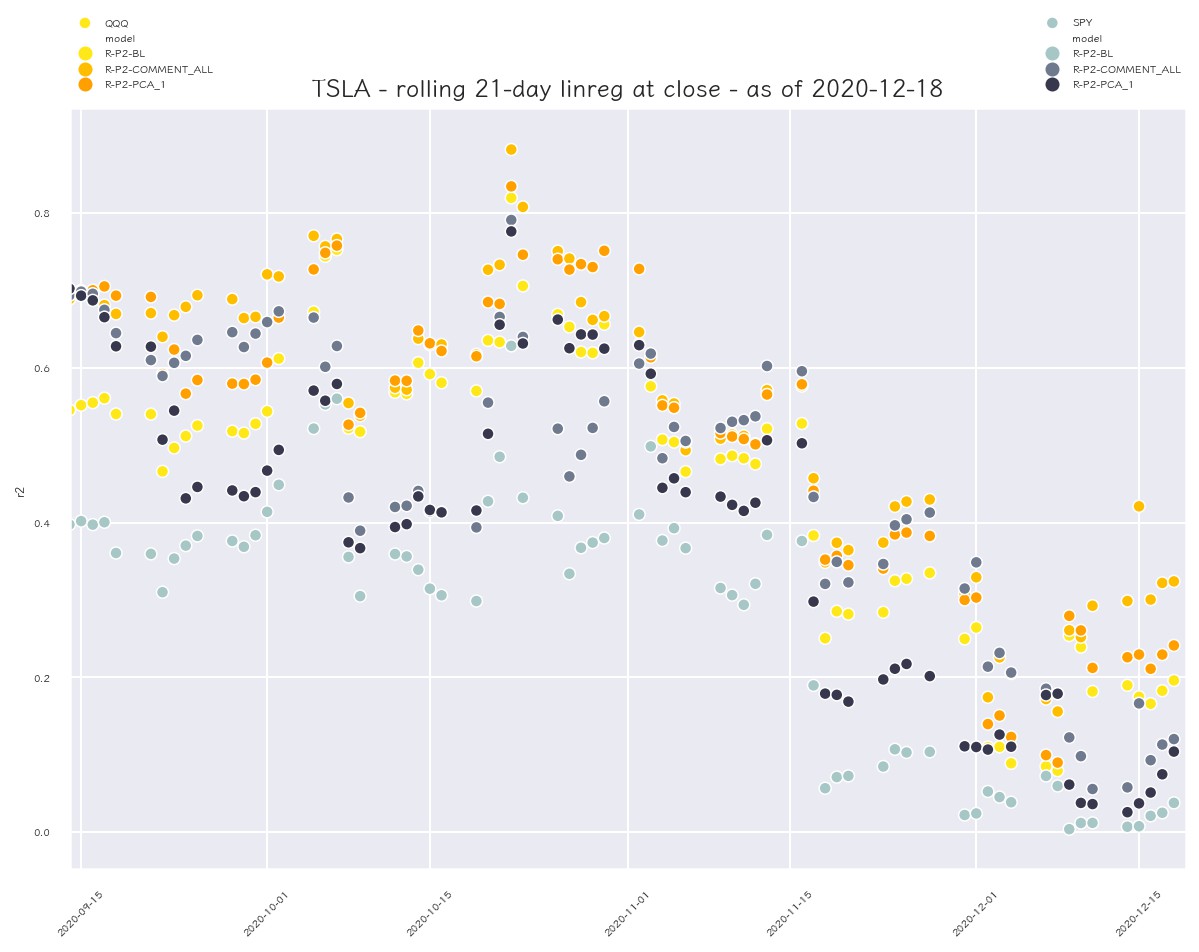 QQQ
model
R-P2-BL
R-P2-COMMENT_ALL
R-P2-PCA_1
SPY
model
R-P2-BL
R-P2-COMMENT_ALL
R-P2-PCA_1
TSLA - rolling 21-day linreg at close - as of 2020-12-18
r2
0.8
0.6
0.4
0.2
0.0
2020-09-15
2020-10-01
2020-10-15
2020-11-01
2020-11-15
2020-12-01
2020-12-15